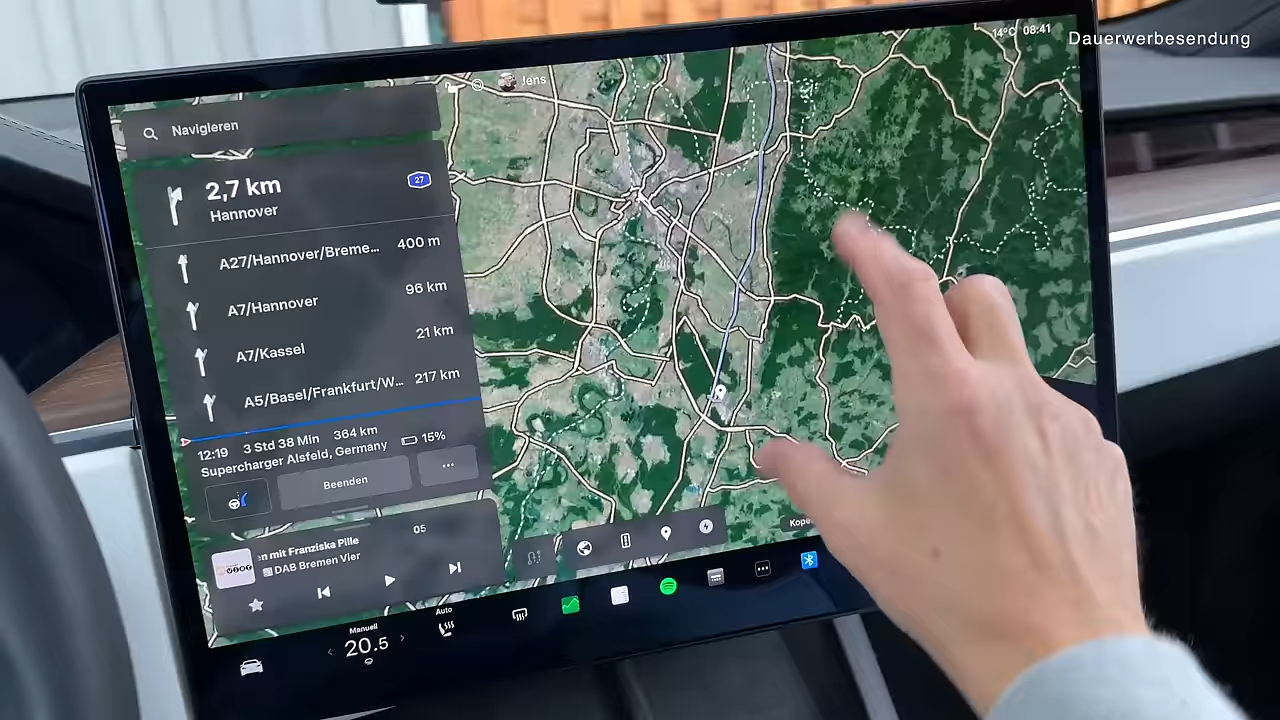 14°C 08:41
Dauerwerbesendung
Jens
Navigieren
2,7 km
27
Hannover
A27/Hannover/Breme... 400 m
A7/Hannover 96 km
A7/Kassel 21 km
A5/Basel/Frankfurt/W... 217 km
12:19 3 Std 38 Min 364 km 15%
Supercharger Alsfeld, Germany
Beenden
...
05
n mit Franziska Pille
DAB Bremen Vier
Kope
Manuell
20.5
Auto